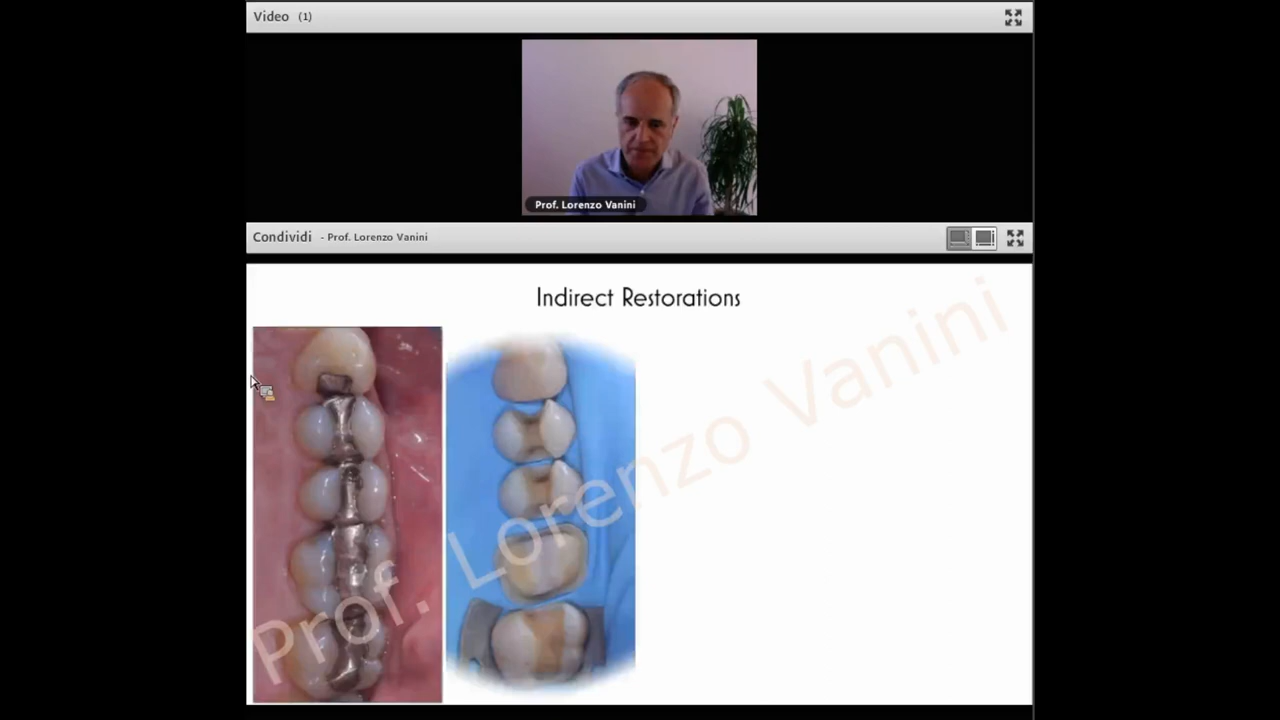 Video (1)
Prof. Lorenzo Vanini
Condividi - Prof. Lorenzo Vanini
Indirect Restorations
Prof. Lorenzo Vanini